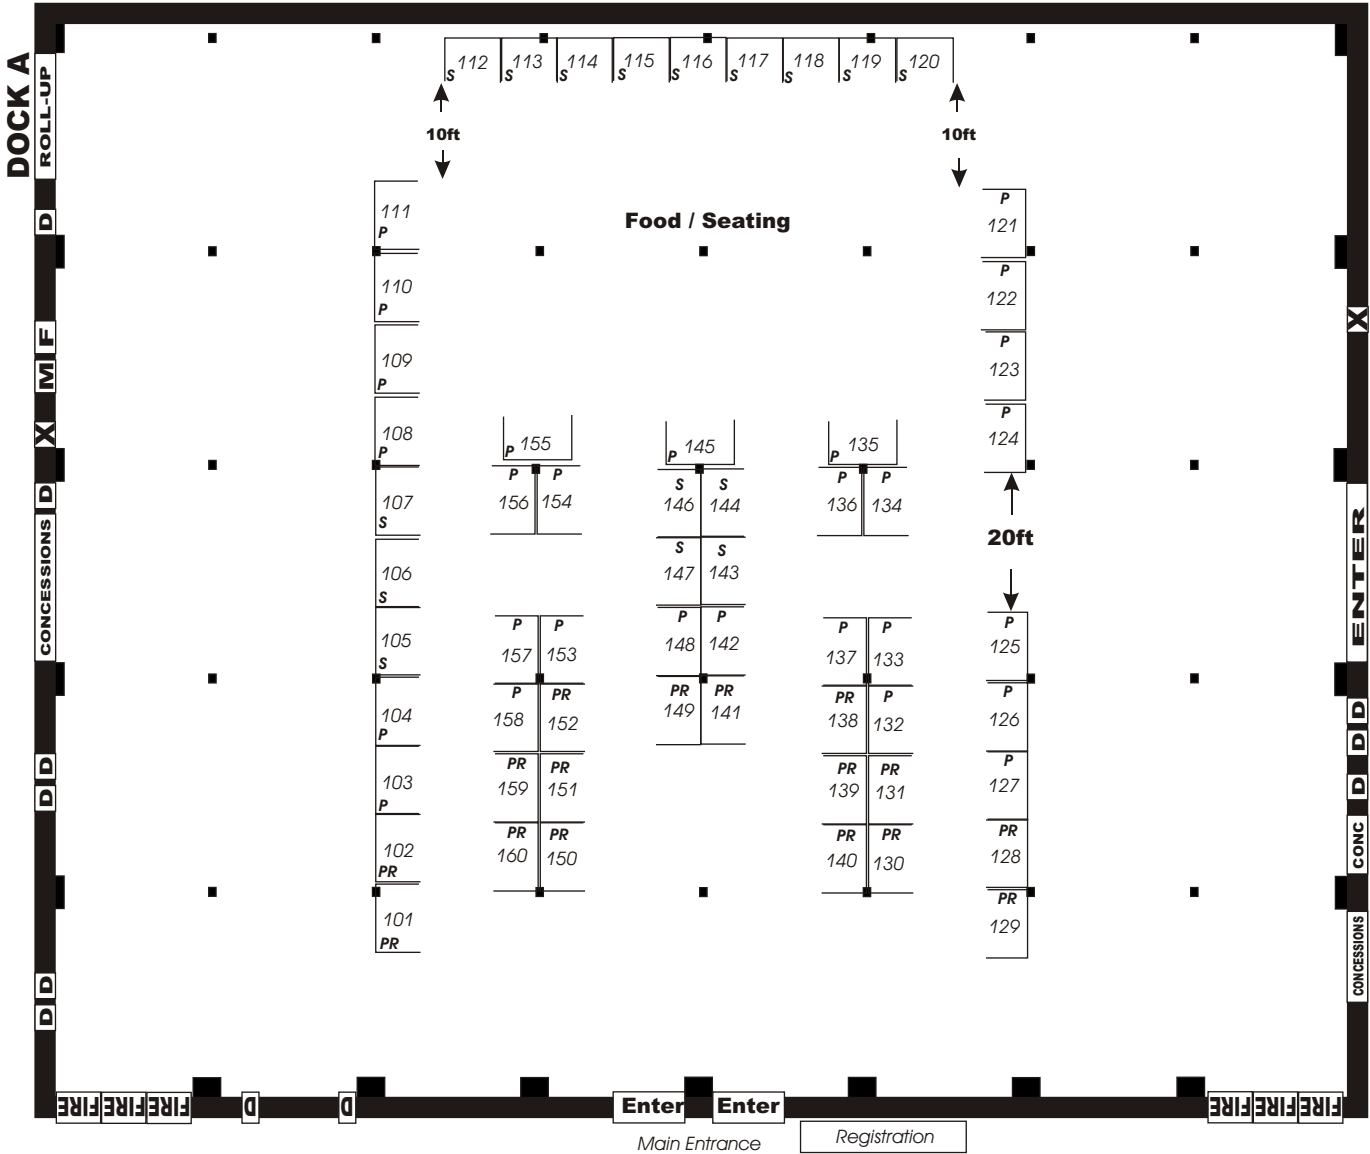 DOCK A
ROLL-UP
D
F
M
X
D
CONCESSIONS
D
D
D
D
S 112 S 113 S 114 S 115 S 116 S 117 S 118 S 119 S 120
10ft 10ft
Food / Seating
111
P
110
P
109
P
108
P
107
S
106
S
105
S
104
P
103
P
102
PR
101
PR
P 155
P P
156 154
P P
157 153
P PR
158 152
PR PR
159 151
PR PR
160 150
P 145
S S
146 144
S S
147 143
P P
148 142
PR PR
149 141
P 135
P P
136 134
P P
137 133
PR P
138 132
PR PR
139 131
PR PR
140 130
P
121
P
122
P
123
P
124
20ft
P
125
P
126
P
127
PR
128
PR
129
X
ENTER
D
D
D
CONC
CONCESSIONS
FIRE FIRE FIRE D D Enter Enter FIRE FIRE FIRE
Main Entrance Registration